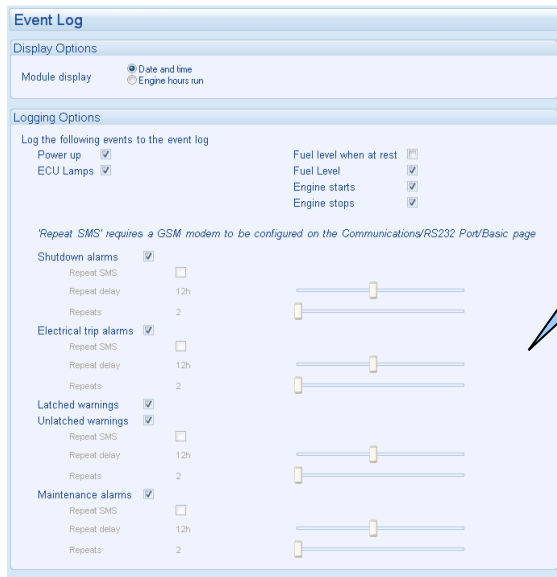 Event Log
Display Options
Module display
Date and time
Engine hours run
Logging Options
Log the following events to the event log
Power up
Fuel level when at rest
ECU Lamps
Fuel Level
Engine starts
Engine stops
'Repeat SMS' requires a GSM modem to be configured on the Communications/RS232 Port/Basic page
Shutdown alarms
Repeat SMS
Repeat delay 12h
Repeats 2
Electrical trip alarms
Repeat SMS
Repeat delay 12h
Repeats 2
Latched warnings
Unlatched warnings
Repeat SMS
Repeat delay 12h
Repeats 2
Maintenance alarms
Repeat SMS
Repeat delay 12h
Repeats 2